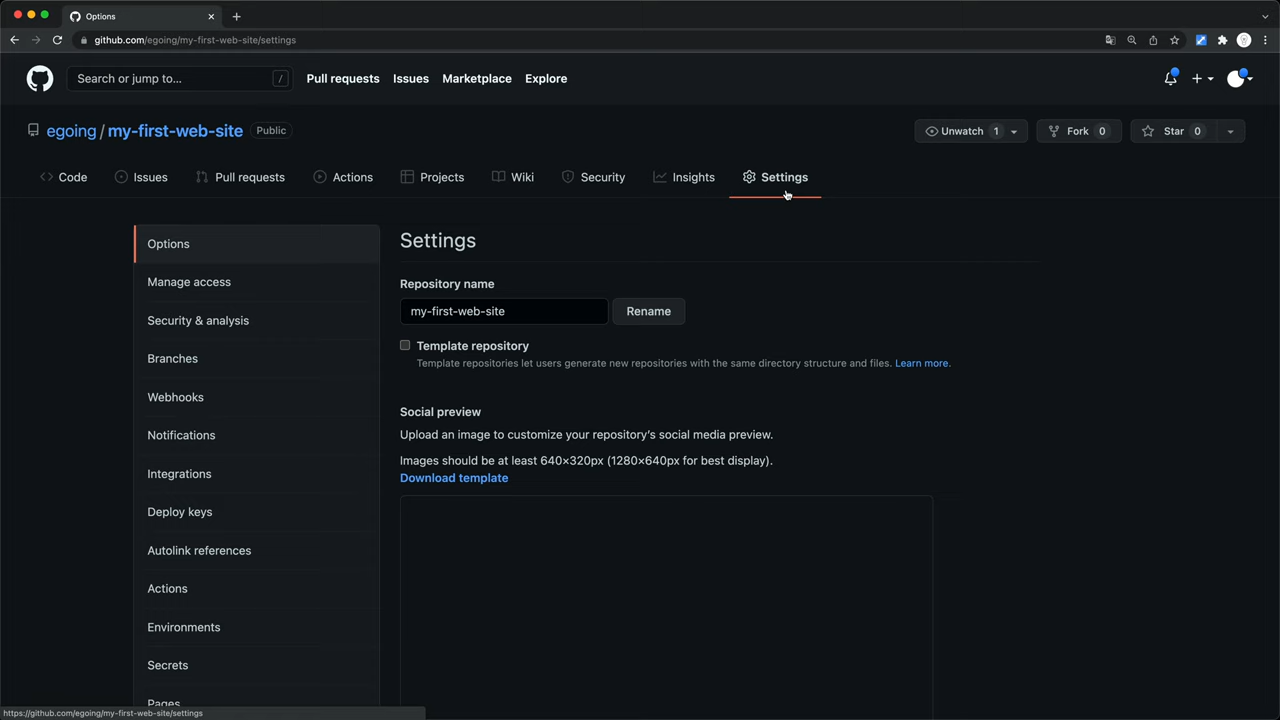 Options
github.com/egoing/my-first-web-site/settings
Search or jump to... /
Pull requests Issues Marketplace Explore
egoing / my-first-web-site Public
Unwatch 1 Fork 0 Star 0
Code Issues Pull requests Actions Projects Wiki Security Insights Settings
Options
Manage access
Security & analysis
Branches
Webhooks
Notifications
Integrations
Deploy keys
Autolink references
Actions
Environments
Secrets
Pages
Settings
Repository name
my-first-web-site Rename
Template repository
Template repositories let users generate new repositories with the same directory structure and files. Learn more.
Social preview
Upload an image to customize your repository's social media preview.
Images should be at least 640×320px (1280×640px for best display).
Download template
https://github.com/egoing/my-first-web-site/settings